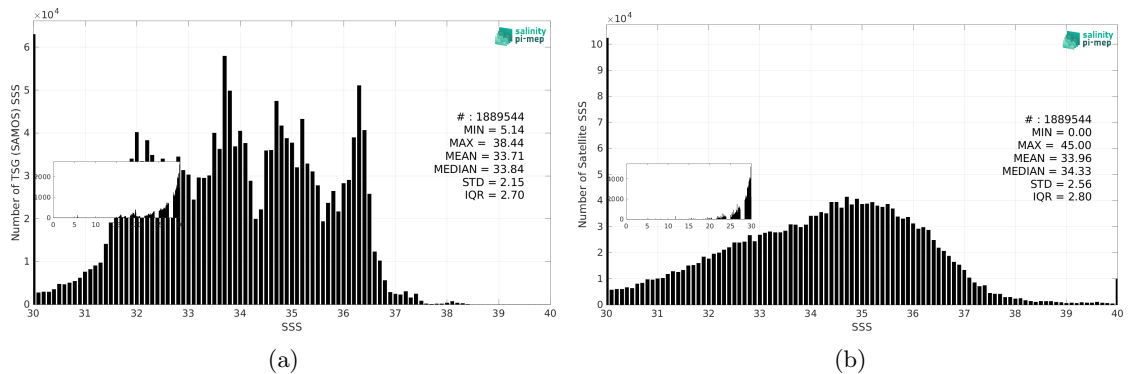 ×10⁴
6
5
4
3
2
1
0
Number of TSG (SAMOS) SSS
salinity
pi-mep
# : 1889544
MIN = 5.14
MAX = 38.44
MEAN = 33.71
MEDIAN = 33.84
STD = 2.15
IQR = 2.70
2000
1000
0
0 5 10
30
30 31 32 33 34 35 36 37 38 39 40
SSS
(a)
×10⁴
10
9
8
7
6
5
4
3
2
1
0
Number of Satellite SSS
salinity
pi-mep
# : 1889544
MIN = 0.00
MAX = 45.00
MEAN = 33.96
MEDIAN = 34.33
STD = 2.56
IQR = 2.80
4000
2000
0
0 5 10 15 20 25 30
30 31 32 33 34 35 36 37 38 39 40
SSS
(b)